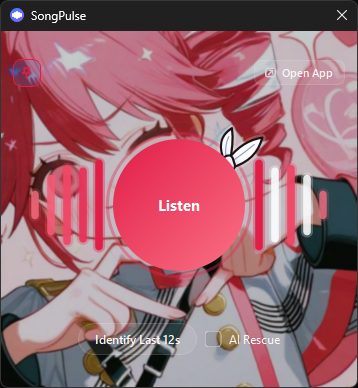 SongPulse
Open App
Listen
Identify Last 12s
AI Rescue